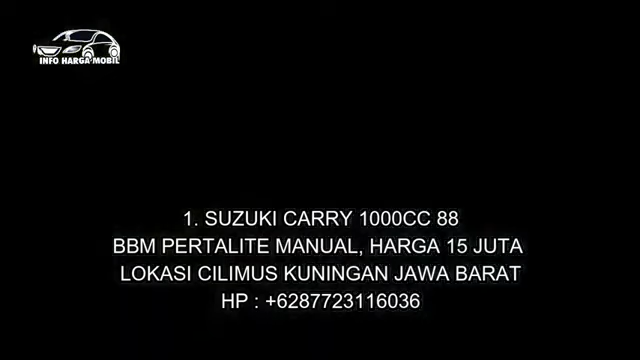 INFO HARGA MOBIL
1. SUZUKI CARRY 1000CC 88
BBM PERTALITE MANUAL, HARGA 15 JUTA
LOKASI CILIMUS KUNINGAN JAWA BARAT
HP : +6287723116036